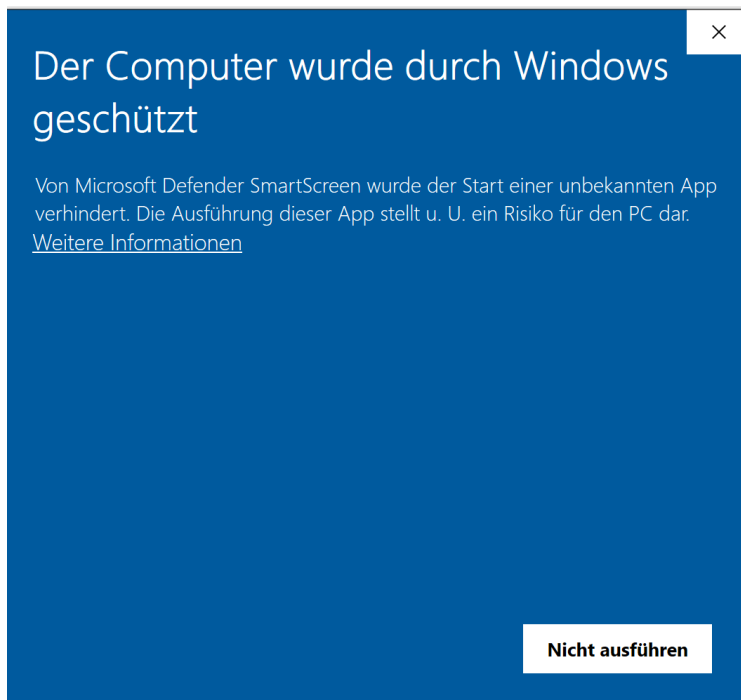 Der Computer wurde durch Windows
geschützt
Von Microsoft Defender SmartScreen wurde der Start einer unbekannten App
verhindert. Die Ausführung dieser App stellt u. U. ein Risiko für den PC dar.
Weitere Informationen
Nicht ausführen